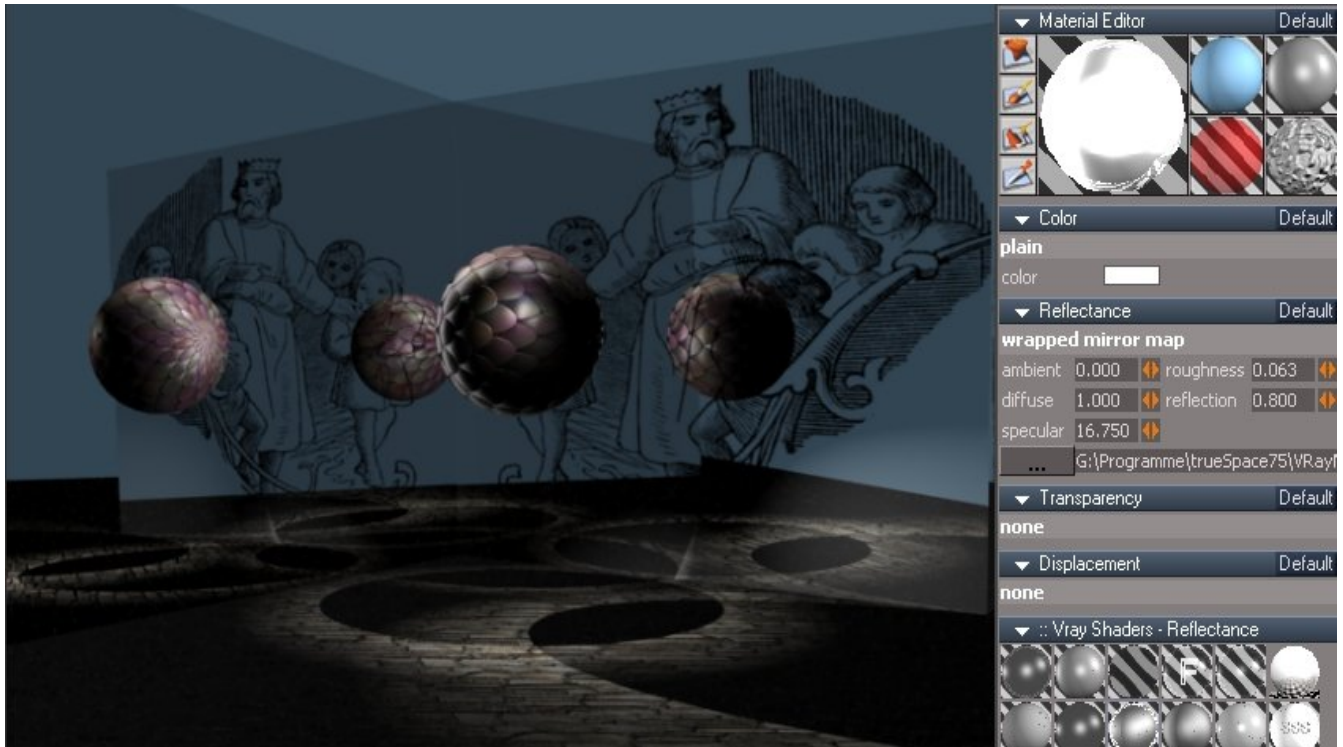 Material Editor Default
Color Default
plain
color
Reflectance Default
wrapped mirror map
ambient 0.000 roughness 0.063
diffuse 1.000 reflection 0.800
specular 16.750
... G:\Programme\trueSpace75\VRay
Transparency Default
none
Displacement Default
none
:: Vray Shaders - Reflectance
F
sss